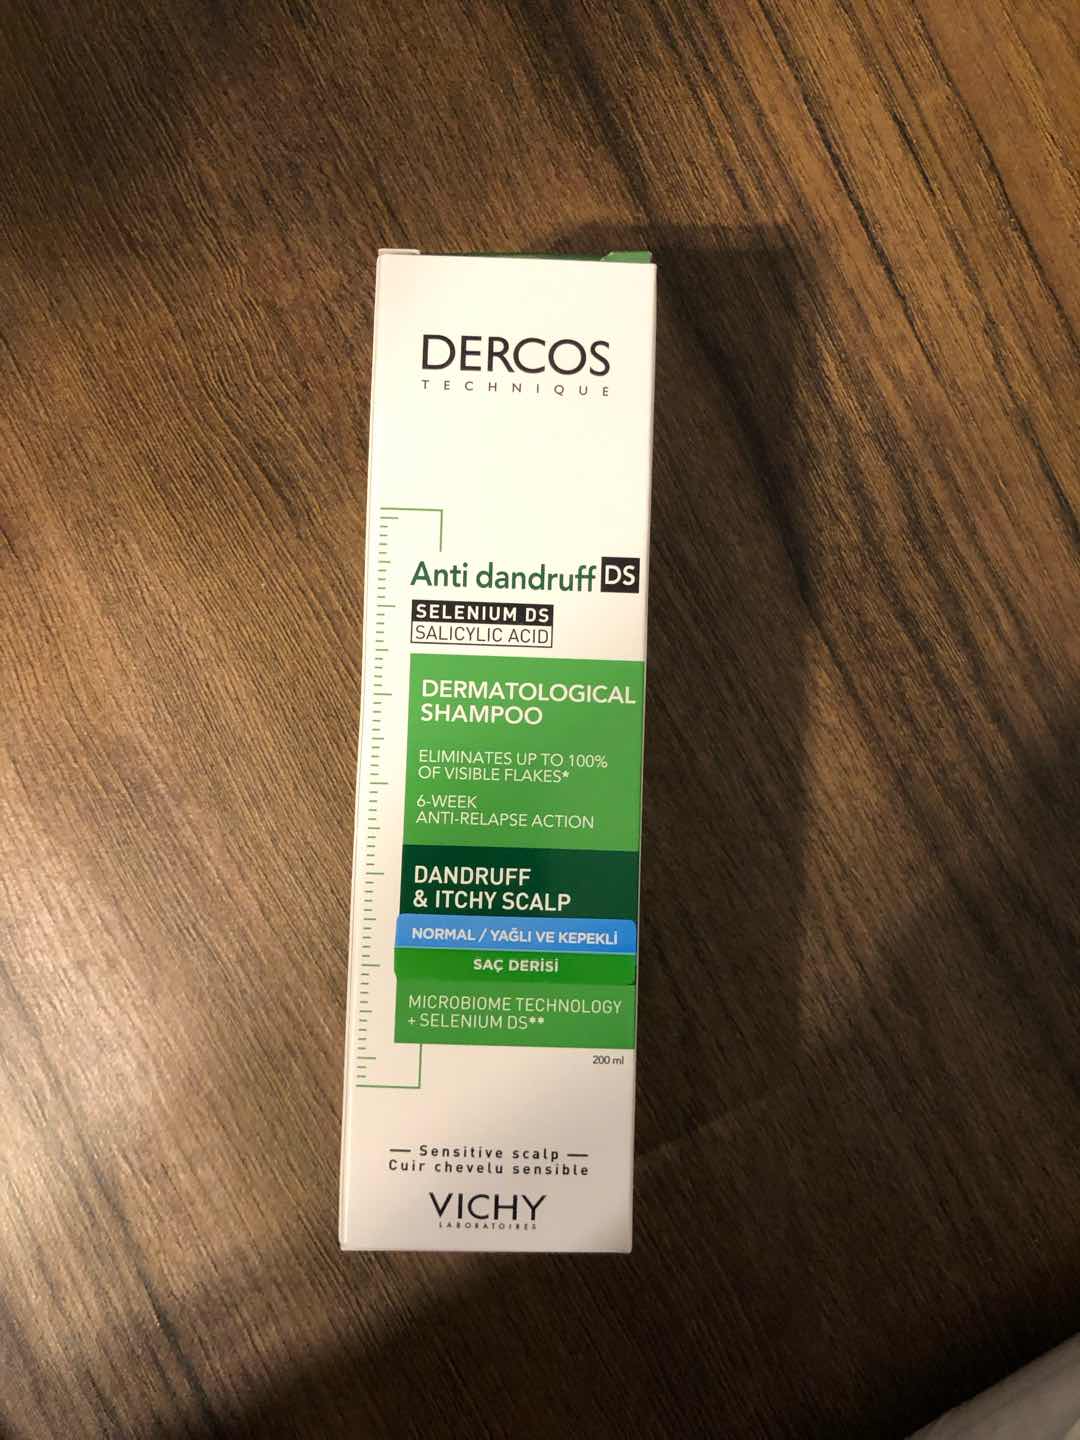 DERCOS
TECHNIQUE
Anti dandruff DS
SELENIUM DS
SALICYLIC ACID
DERMATOLOGICAL
SHAMPOO
ELIMINATES UP TO 100%
OF VISIBLE FLAKES*
6-WEEK
ANTI-RELAPSE ACTION
DANDRUFF
& ITCHY SCALP
NORMAL / YAĞLI VE KEPEKLİ
SAÇ DERİSİ
MICROBIOME TECHNOLOGY
+ SELENIUM DS**
200 ml
— Sensitive scalp —
Cuir chevelu sensible
VICHY
LABORATOIRES